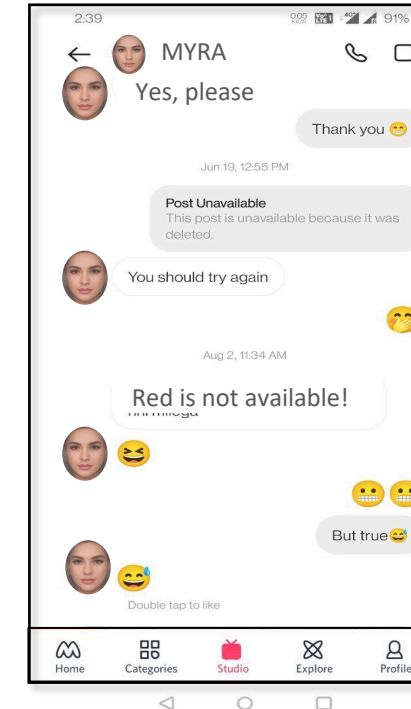 2:39
91%
MYRA
Yes, please
Thank you 😁
Jun 19, 12:55 PM
Post Unavailable
This post is unavailable because it was
deleted.
You should try again
🤭
Aug 2, 11:34 AM
Red is not available!
😆
😬😬
But true😅
😅
Double tap to like
Home
Categories
Studio
Explore
Profile